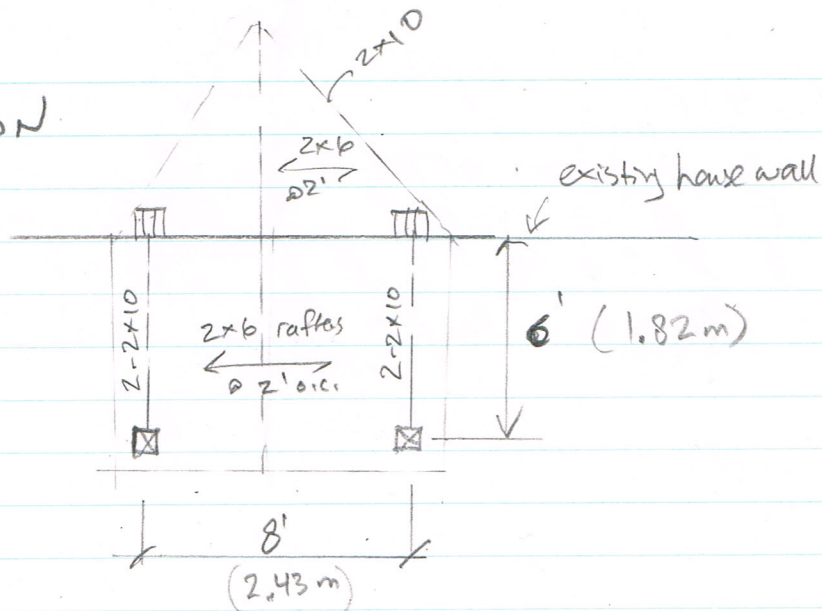 ON
2x10
2x6
@2'
existing house wall
2-2x10
2x6 rafters
@ 2' o.c.
2-2x10
6' (1.82m)
8'
(2.43 m)